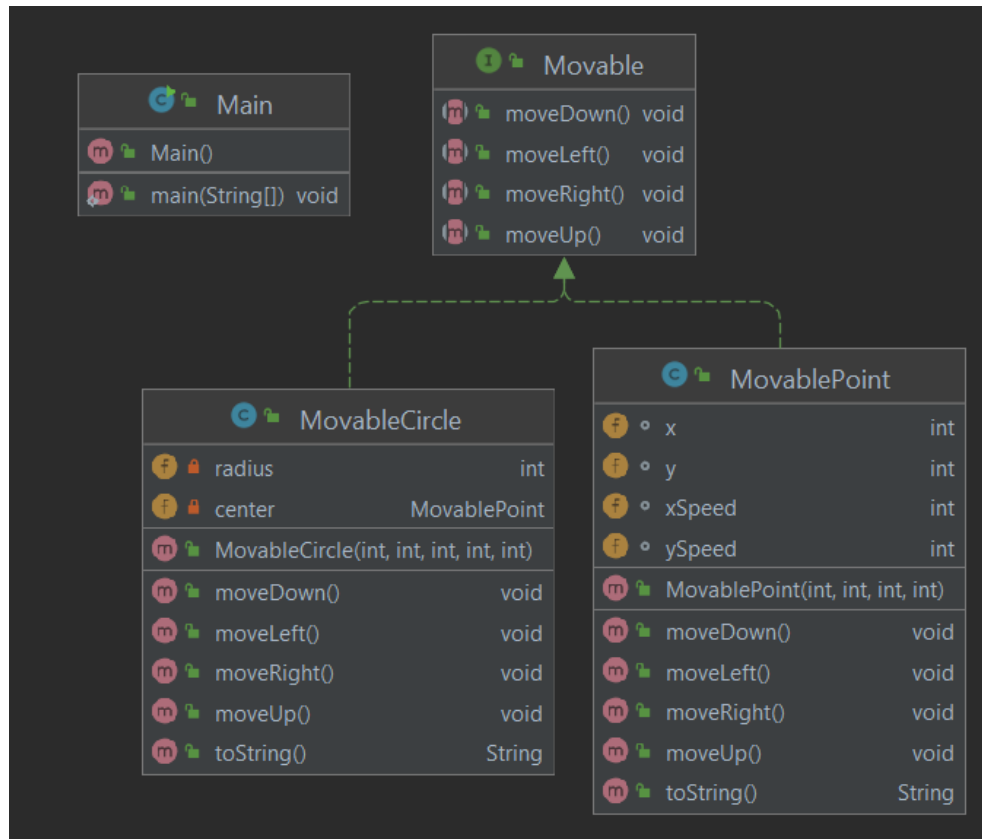 Main
Main()
main(String[]) void
Movable
moveDown() void
moveLeft() void
moveRight() void
moveUp() void
MovableCircle
radius int
center MovablePoint
MovableCircle(int, int, int, int, int)
moveDown() void
moveLeft() void
moveRight() void
moveUp() void
toString() String
MovablePoint
x int
y int
xSpeed int
ySpeed int
MovablePoint(int, int, int, int)
moveDown() void
moveLeft() void
moveRight() void
moveUp() void
toString() String